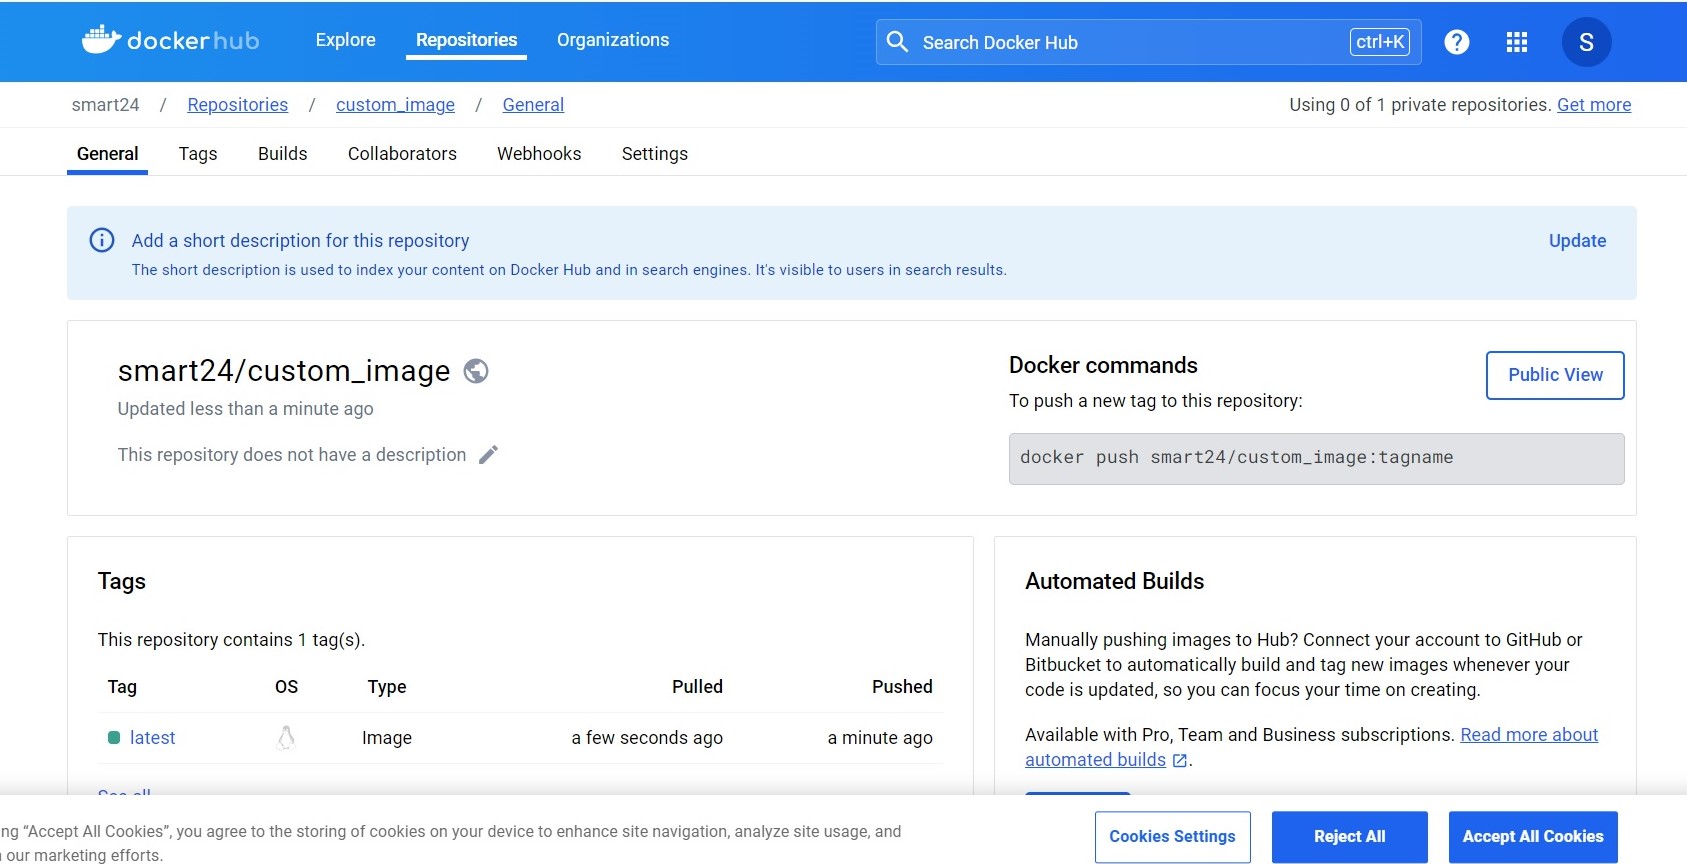 dockerhub Explore Repositories Organizations Search Docker Hub ctrl+K ? S
smart24 / Repositories / custom_image / General Using 0 of 1 private repositories. Get more
General Tags Builds Collaborators Webhooks Settings
Add a short description for this repository Update
The short description is used to index your content on Docker Hub and in search engines. It's visible to users in search results.
smart24/custom_image
Updated less than a minute ago
This repository does not have a description
Docker commands
To push a new tag to this repository:
Public View
docker push smart24/custom_image:tagname
Tags
This repository contains 1 tag(s).
Tag OS Type Pulled Pushed
latest Image a few seconds ago a minute ago
See all
Automated Builds
Manually pushing images to Hub? Connect your account to GitHub or
Bitbucket to automatically build and tag new images whenever your
code is updated, so you can focus your time on creating.
Available with Pro, Team and Business subscriptions. Read more about
automated builds.
ng “Accept All Cookies”, you agree to the storing of cookies on your device to enhance site navigation, analyze site usage, and
our marketing efforts.
Cookies Settings Reject All Accept All Cookies